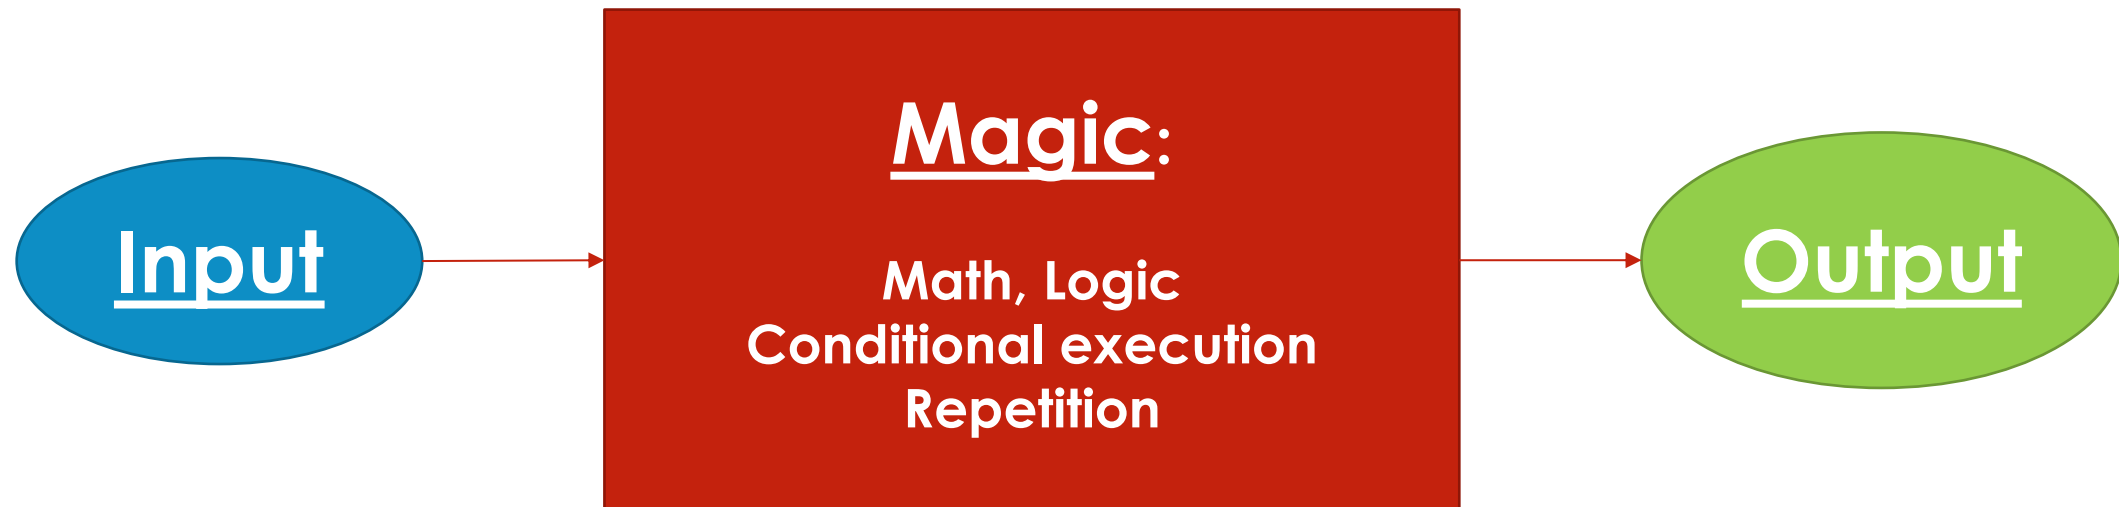 Input
Magic:
Math, Logic
Conditional execution
Repetition
Output